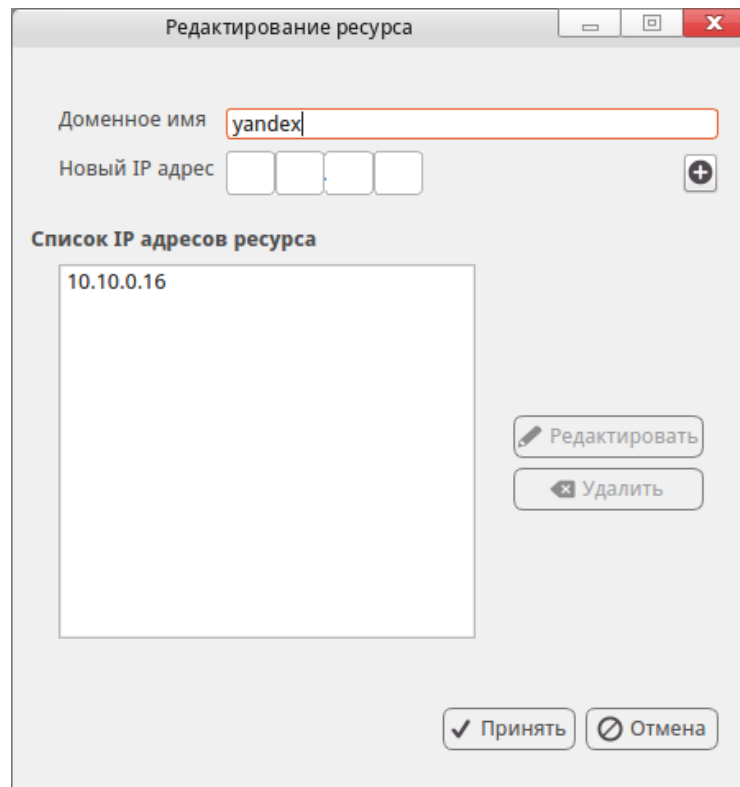 Редактирование ресурса
Доменное имя yandex
Новый IP адрес . 
Список IP адресов ресурса
10.10.0.16
Редактировать
Удалить
Принять Отмена